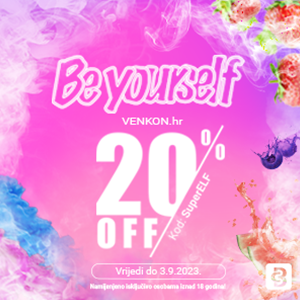 Be yourself
VENKON.hr
20%
OFF
Kod: SuperELF
Vrijedi do 3.9.2023.
Namijenjeno isključivo osobama iznad 18 godina!